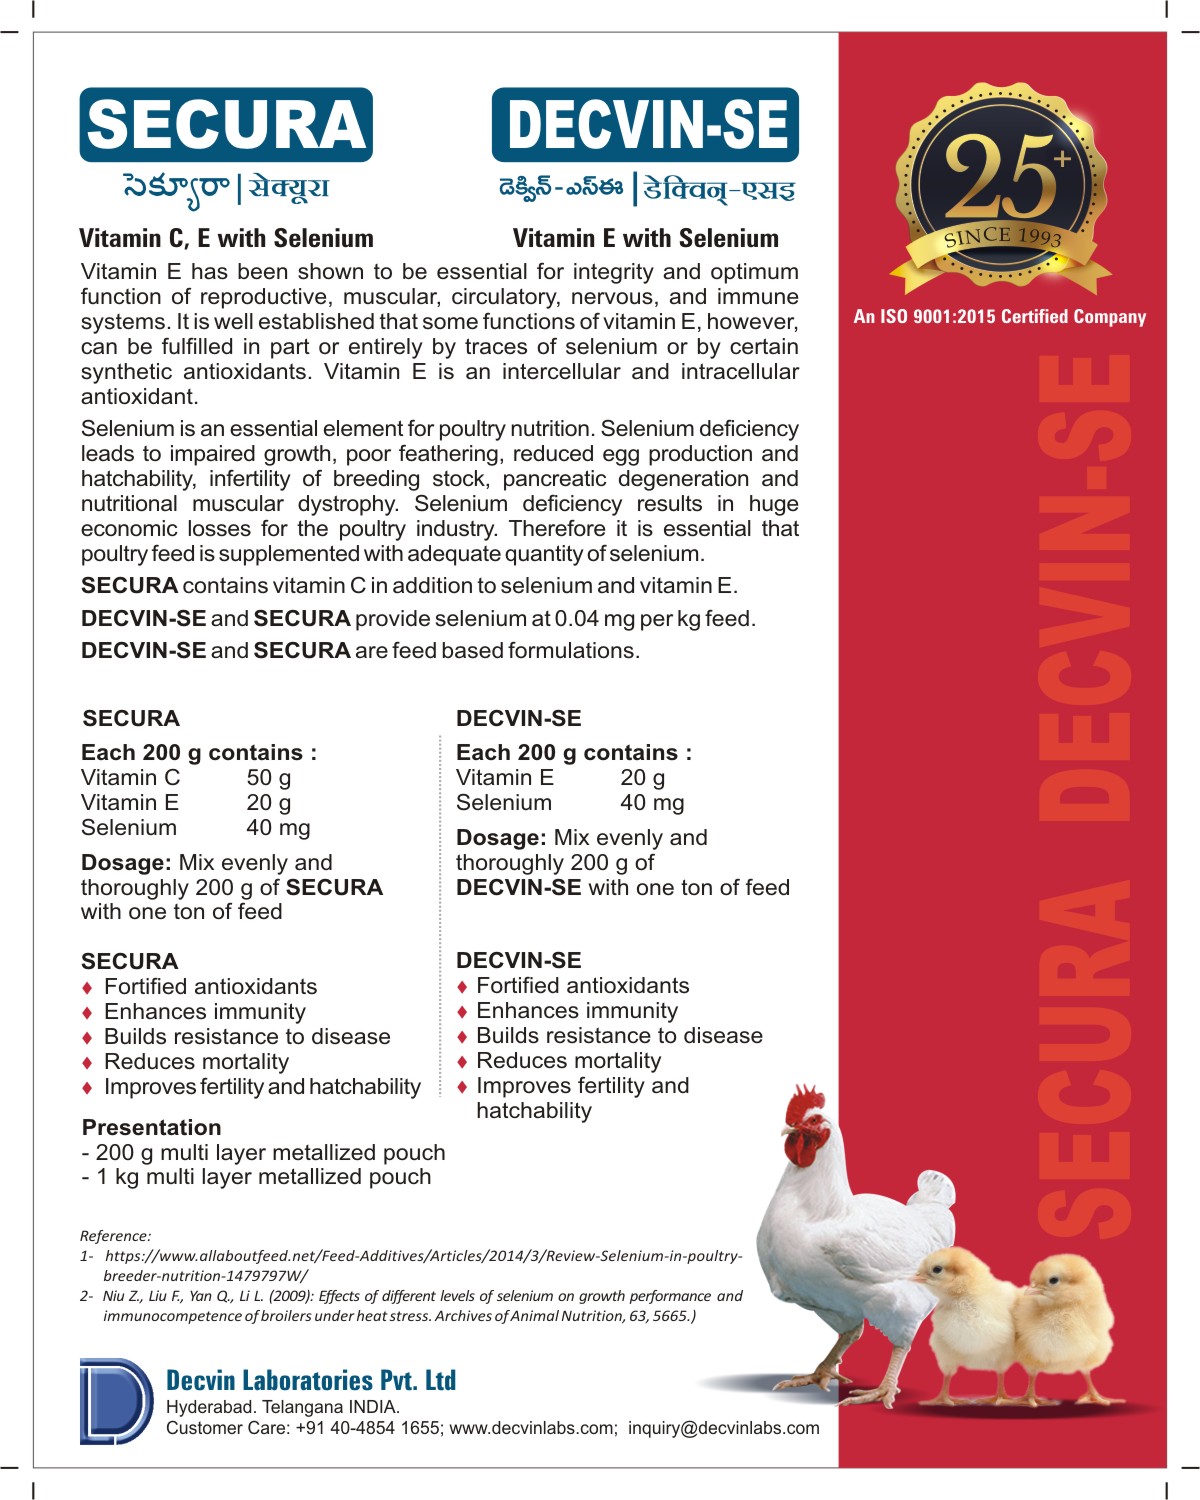 SECURA
సెక్యూరా | सेक्यूरा
Vitamin C, E with Selenium
DECVIN-SE
డెక్విన్-ఎస్ఈ | डेक्विन्-एसइ
Vitamin E with Selenium
Vitamin E has been shown to be essential for integrity and optimum
function of reproductive, muscular, circulatory, nervous, and immune
systems. It is well established that some functions of vitamin E, however,
can be fulfilled in part or entirely by traces of selenium or by certain
synthetic antioxidants. Vitamin E is an intercellular and intracellular
antioxidant.
Selenium is an essential element for poultry nutrition. Selenium deficiency
leads to impaired growth, poor feathering, reduced egg production and
hatchability, infertility of breeding stock, pancreatic degeneration and
nutritional muscular dystrophy. Selenium deficiency results in huge
economic losses for the poultry industry. Therefore it is essential that
poultry feed is supplemented with adequate quantity of selenium.
SECURA contains vitamin C in addition to selenium and vitamin E.
DECVIN-SE and SECURA provide selenium at 0.04 mg per kg feed.
DECVIN-SE and SECURA are feed based formulations.
SECURA
Each 200 g contains :
Vitamin C 50 g
Vitamin E 20 g
Selenium 40 mg
Dosage: Mix evenly and
thoroughly 200 g of SECURA
with one ton of feed
SECURA
♦ Fortified antioxidants
♦ Enhances immunity
♦ Builds resistance to disease
♦ Reduces mortality
♦ Improves fertility and hatchability
DECVIN-SE
Each 200 g contains :
Vitamin E 20 g
Selenium 40 mg
Dosage: Mix evenly and
thoroughly 200 g of
DECVIN-SE with one ton of feed
DECVIN-SE
♦ Fortified antioxidants
♦ Enhances immunity
♦ Builds resistance to disease
♦ Reduces mortality
♦ Improves fertility and
hatchability
Presentation
- 200 g multi layer metallized pouch
- 1 kg multi layer metallized pouch
Reference:
1- https://www.allaboutfeed.net/Feed-Additives/Articles/2014/3/Review-Selenium-in-poultry-
breeder-nutrition-1479797W/
2- Niu Z., Liu F., Yan Q., Li L. (2009): Effects of different levels of selenium on growth performance and
immunocompetence of broilers under heat stress. Archives of Animal Nutrition, 63, 5665.)
Decvin Laboratories Pvt. Ltd
Hyderabad. Telangana INDIA.
Customer Care: +91 40-4854 1655; www.decvinlabs.com; inquiry@decvinlabs.com
25+
SINCE 1993
An ISO 9001:2015 Certified Company
SECURA DECVIN-SE